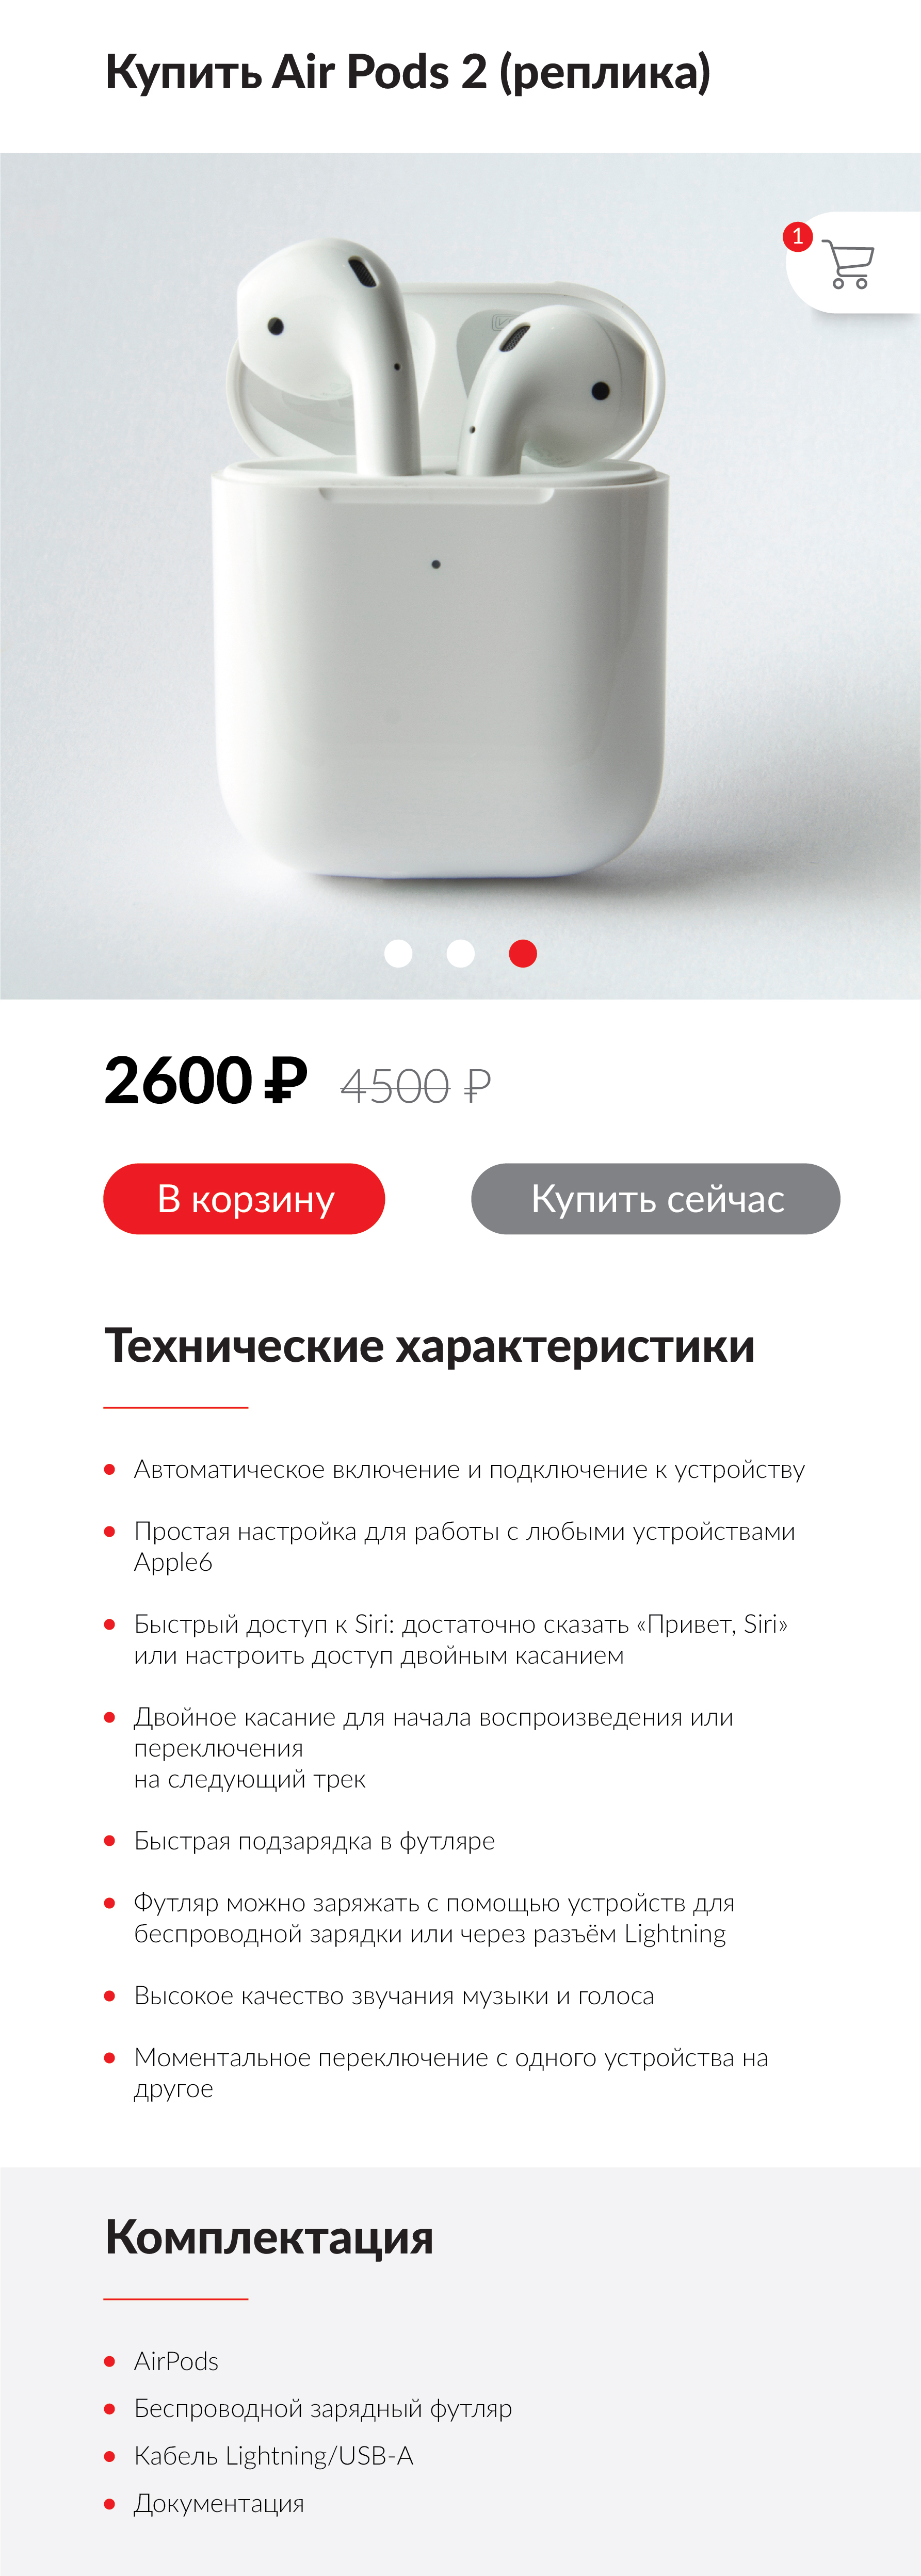 Купить Air Pods 2 (реплика)
1
2600 ₽ 4500 ₽
В корзину
Купить сейчас
Технические характеристики
Автоматическое включение и подключение к устройству
Простая настройка для работы с любыми устройствами
Apple6
Быстрый доступ к Siri: достаточно сказать «Привет, Siri»
или настроить доступ двойным касанием
Двойное касание для начала воспроизведения или
переключения
на следующий трек
Быстрая подзарядка в футляре
Футляр можно заряжать с помощью устройств для
беспроводной зарядки или через разъём Lightning
Высокое качество звучания музыки и голоса
Моментальное переключение с одного устройства на
другое
Комплектация
AirPods
Беспроводной зарядный футляр
Кабель Lightning/USB-A
Документация